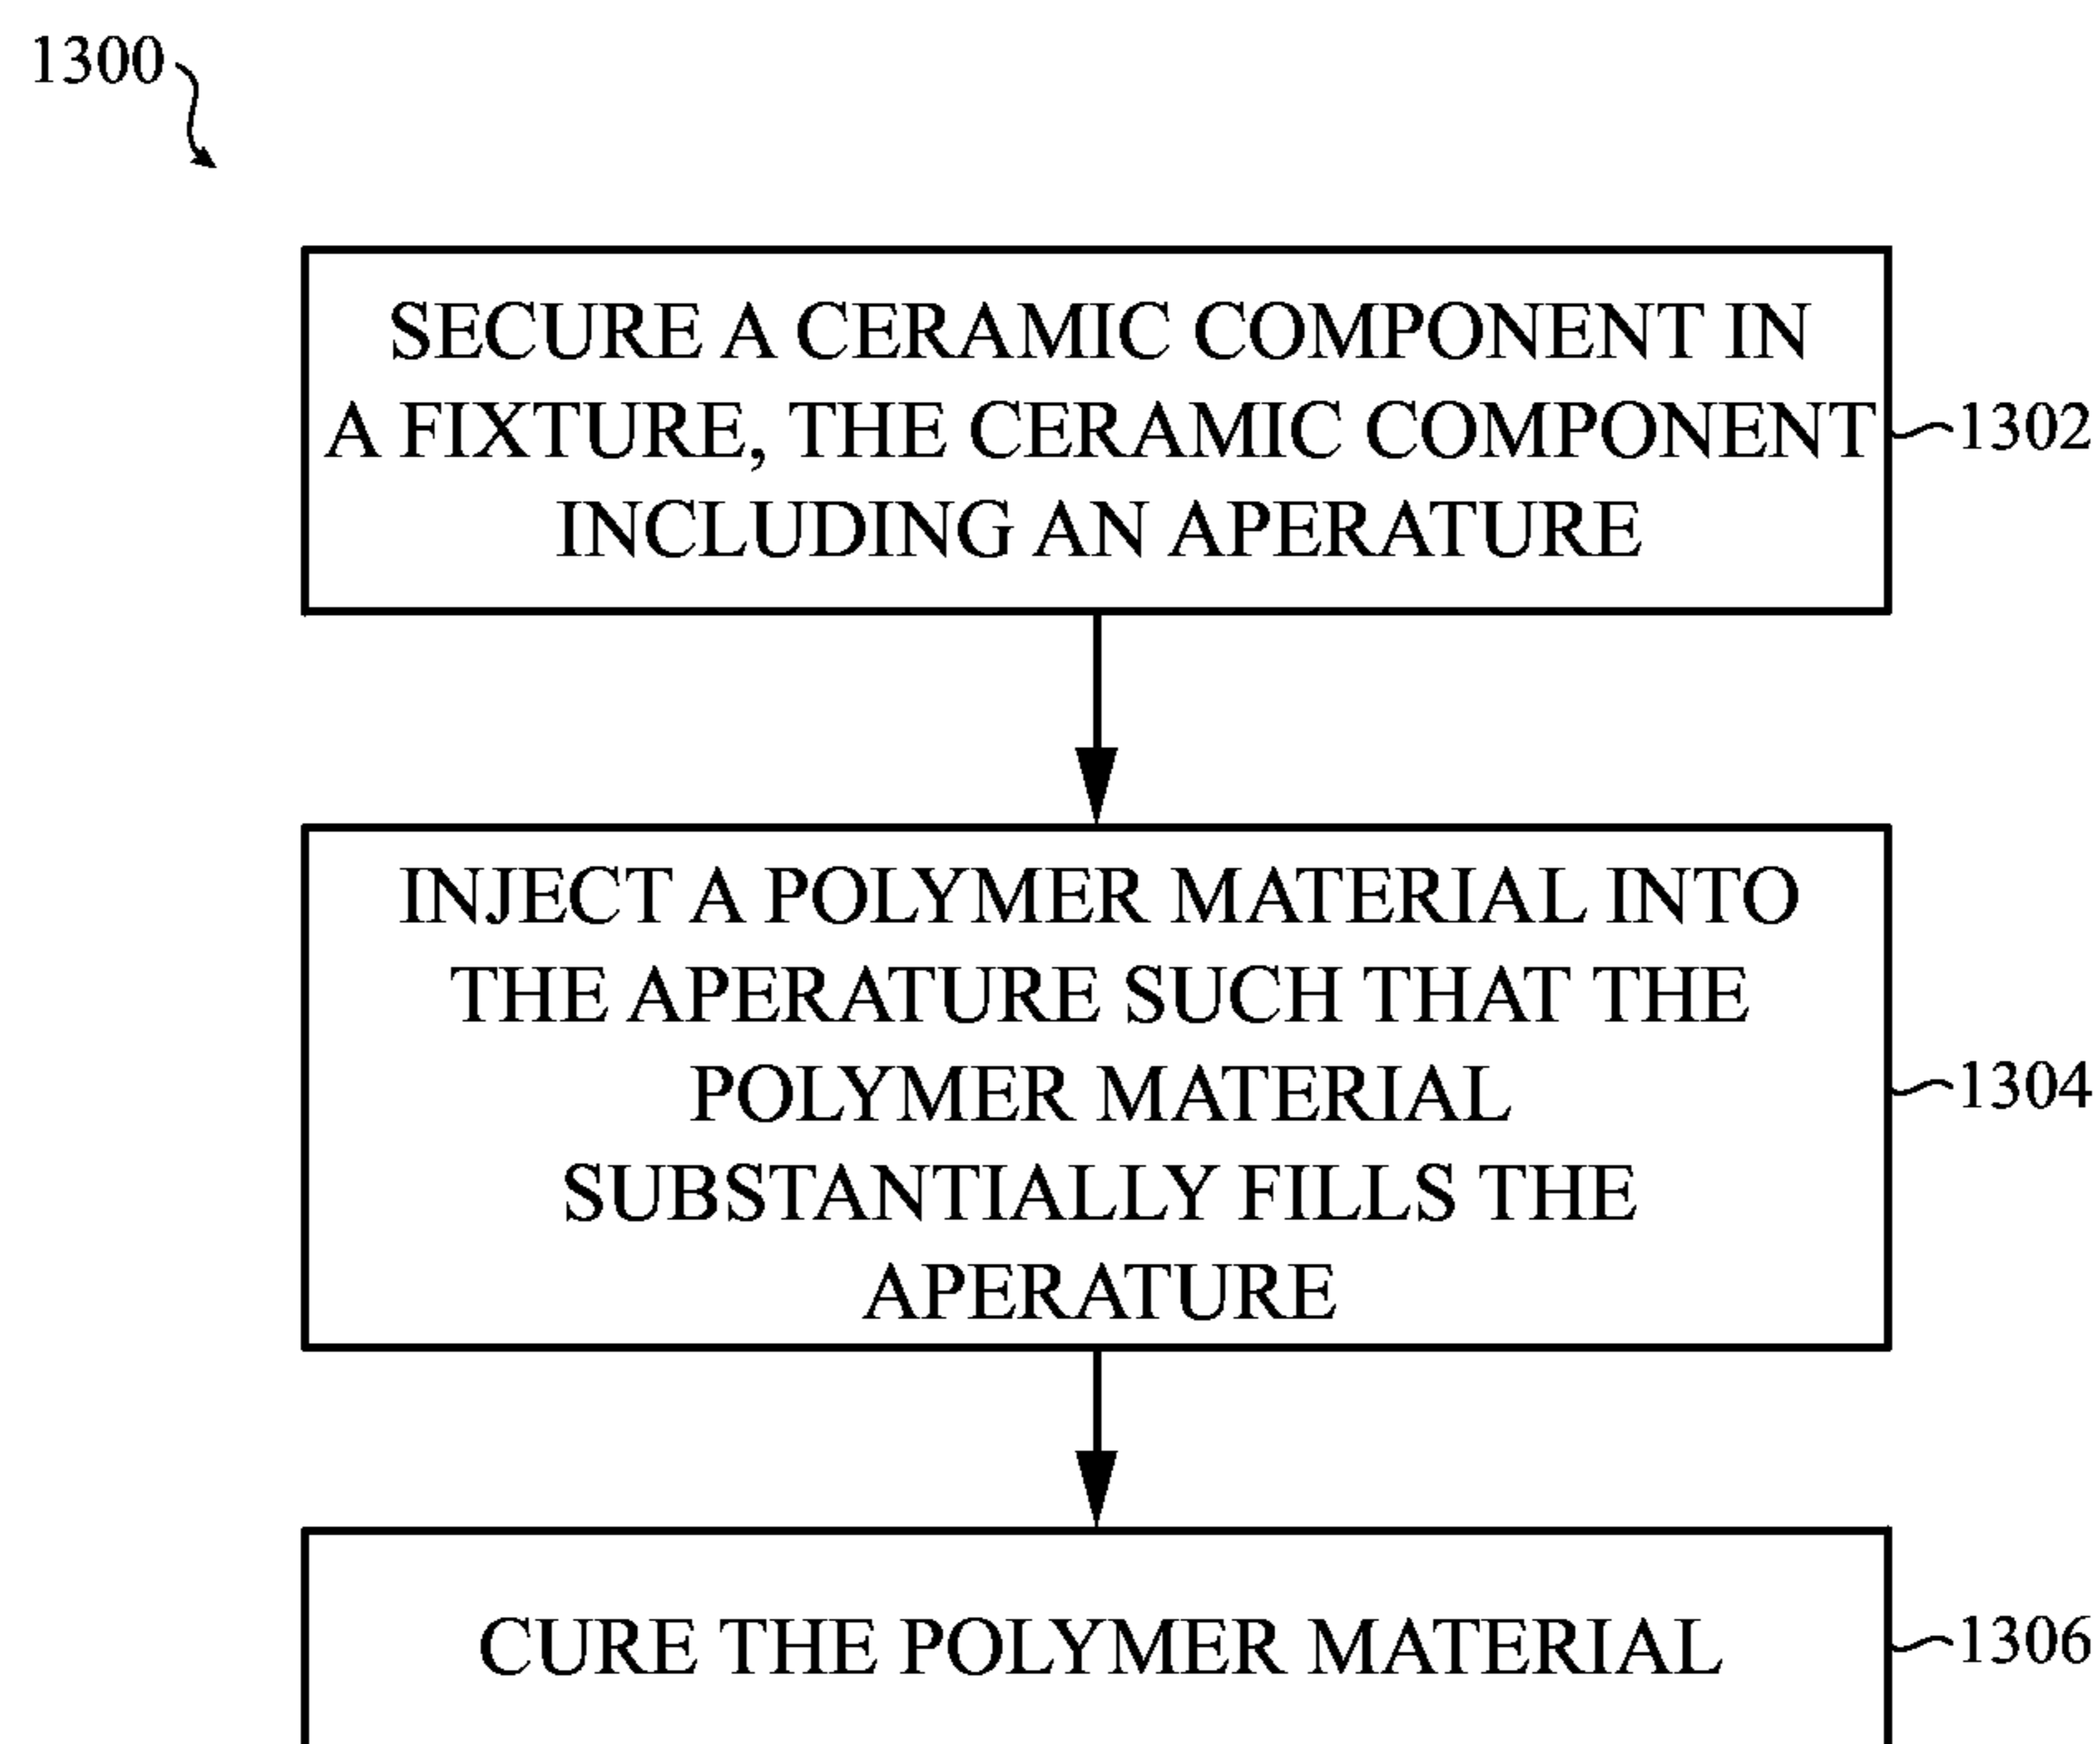 1300
SECURE A CERAMIC COMPONENT IN
A FIXTURE, THE CERAMIC COMPONENT
INCLUDING AN APERATURE
1302
INJECT A POLYMER MATERIAL INTO
THE APERATURE SUCH THAT THE
POLYMER MATERIAL
SUBSTANTIALLY FILLS THE
APERATURE
1304
CURE THE POLYMER MATERIAL
1306